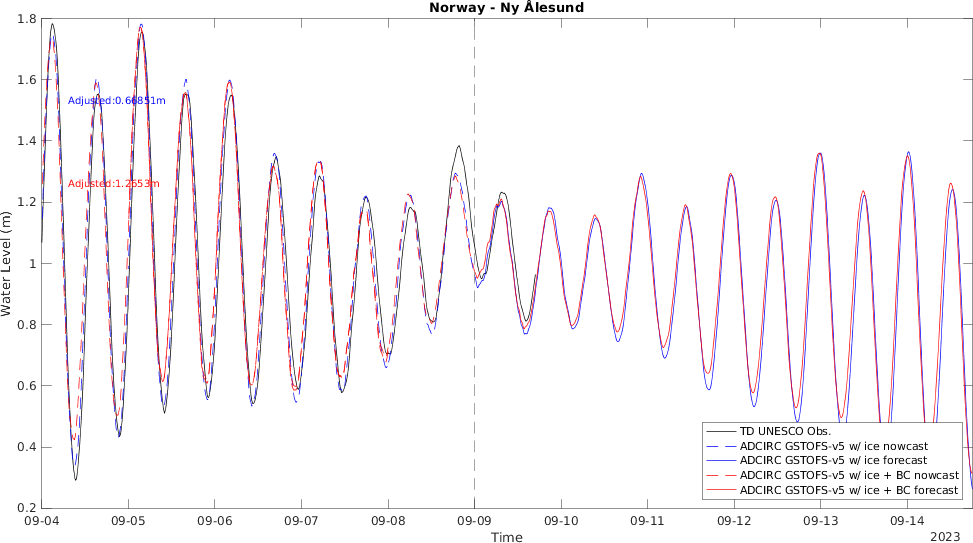 Norway - Ny Ålesund
1.8
1.6
1.4
1.2
1
0.8
0.6
0.4
0.2
Water Level (m)
Adjusted:0.66851m
Adjusted:1.2653m
TD UNESCO Obs.
ADCIRC GSTOFS-v5 w/ ice nowcast
ADCIRC GSTOFS-v5 w/ ice forecast
ADCIRC GSTOFS-v5 w/ ice + BC nowcast
ADCIRC GSTOFS-v5 w/ ice + BC forecast
09-04 09-05 09-06 09-07 09-08 09-09 09-10 09-11 09-12 09-13 09-14
Time
2023